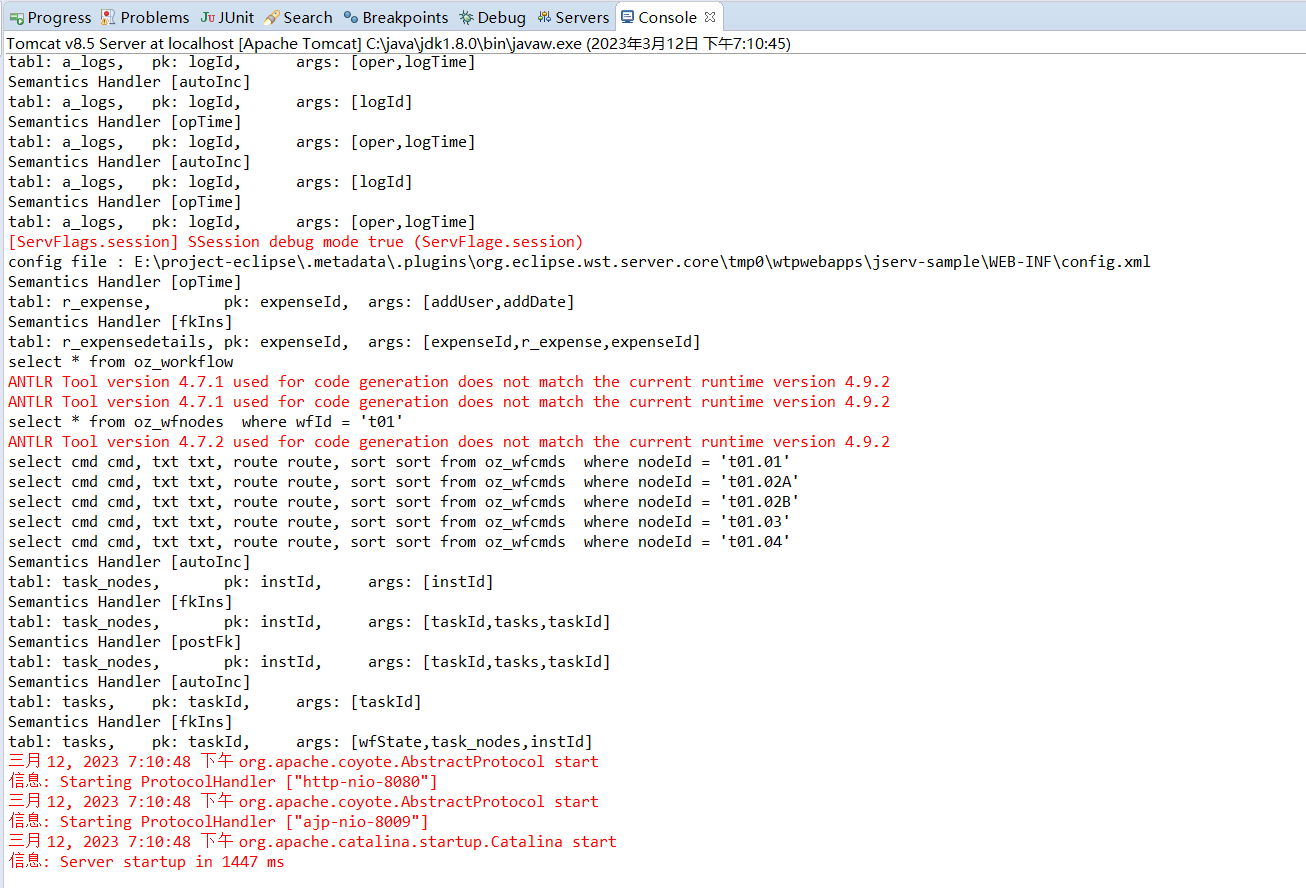 Progress Problems JUnit Search Breakpoints Debug Servers Console
Tomcat v8.5 Server at localhost [Apache Tomcat] C:\java\jdk1.8.0\bin\javaw.exe (2023年3月12日 下午7:10:45)
tabl: a_logs, pk: logId, args: [oper,logTime]
Semantics Handler [autoInc]
tabl: a_logs, pk: logId, args: [logId]
Semantics Handler [opTime]
tabl: a_logs, pk: logId, args: [oper,logTime]
Semantics Handler [autoInc]
tabl: a_logs, pk: logId, args: [logId]
Semantics Handler [opTime]
tabl: a_logs, pk: logId, args: [oper,logTime]
[ServFlags.session] SSession debug mode true (ServFlage.session)
config file : E:\project-eclipse\.metadata\.plugins\org.eclipse.wst.server.core\tmp0\wtpwebapps\jserv-sample\WEB-INF\config.xml
Semantics Handler [opTime]
tabl: r_expense, pk: expenseId, args: [addUser,addDate]
Semantics Handler [fkIns]
tabl: r_expensedetails, pk: expenseId, args: [expenseId,r_expense,expenseId]
select * from oz_workflow
ANTLR Tool version 4.7.1 used for code generation does not match the current runtime version 4.9.2
ANTLR Tool version 4.7.1 used for code generation does not match the current runtime version 4.9.2
select * from oz_wfnodes  where wfId = 't01'
ANTLR Tool version 4.7.2 used for code generation does not match the current runtime version 4.9.2
select cmd cmd, txt txt, route route, sort sort from oz_wfcmds  where nodeId = 't01.01'
select cmd cmd, txt txt, route route, sort sort from oz_wfcmds  where nodeId = 't01.02A'
select cmd cmd, txt txt, route route, sort sort from oz_wfcmds  where nodeId = 't01.02B'
select cmd cmd, txt txt, route route, sort sort from oz_wfcmds  where nodeId = 't01.03'
select cmd cmd, txt txt, route route, sort sort from oz_wfcmds  where nodeId = 't01.04'
Semantics Handler [autoInc]
tabl: task_nodes, pk: instId, args: [instId]
Semantics Handler [fkIns]
tabl: task_nodes, pk: instId, args: [taskId,tasks,taskId]
Semantics Handler [postFk]
tabl: task_nodes, pk: instId, args: [taskId,tasks,taskId]
Semantics Handler [autoInc]
tabl: tasks, pk: taskId, args: [taskId]
Semantics Handler [fkIns]
tabl: tasks, pk: taskId, args: [wfState,task_nodes,instId]
三月 12, 2023 7:10:48 下午 org.apache.coyote.AbstractProtocol start
信息: Starting ProtocolHandler ["http-nio-8080"]
三月 12, 2023 7:10:48 下午 org.apache.coyote.AbstractProtocol start
信息: Starting ProtocolHandler ["ajp-nio-8009"]
三月 12, 2023 7:10:48 下午 org.apache.catalina.startup.Catalina start
信息: Server startup in 1447 ms